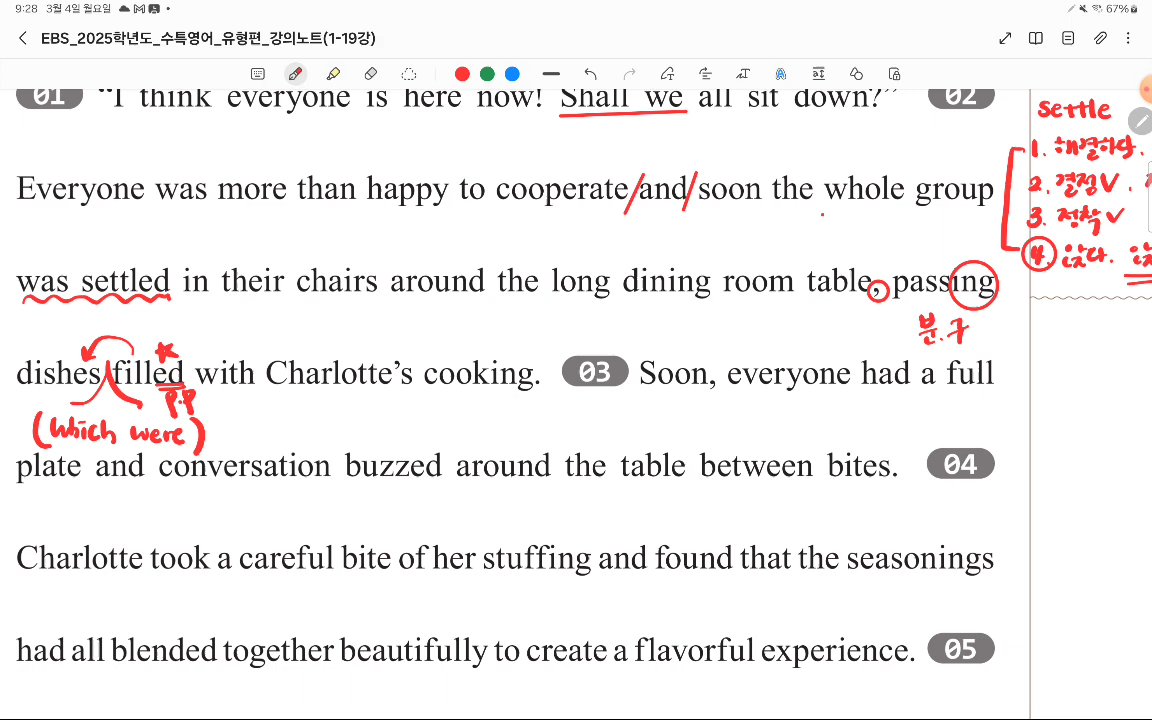 9:28 3월 4일 월요일
67%
EBS_2025학년도_수특영어_유형편_강의노트(1-19강)
01 “I think everyone is here now! Shall we all sit down?” 02
Everyone was more than happy to cooperate/and/soon the whole group
was settled in their chairs around the long dining room table, passing
분.구
dishes filled with Charlotte’s cooking. 03 Soon, everyone had a full
p.p
(which were)
plate and conversation buzzed around the table between bites. 04
Charlotte took a careful bite of her stuffing and found that the seasonings
had all blended together beautifully to create a flavorful experience. 05
settle
1. 해결하다.
2. 결정V.
3. 정착V
4. 앉다. 앉